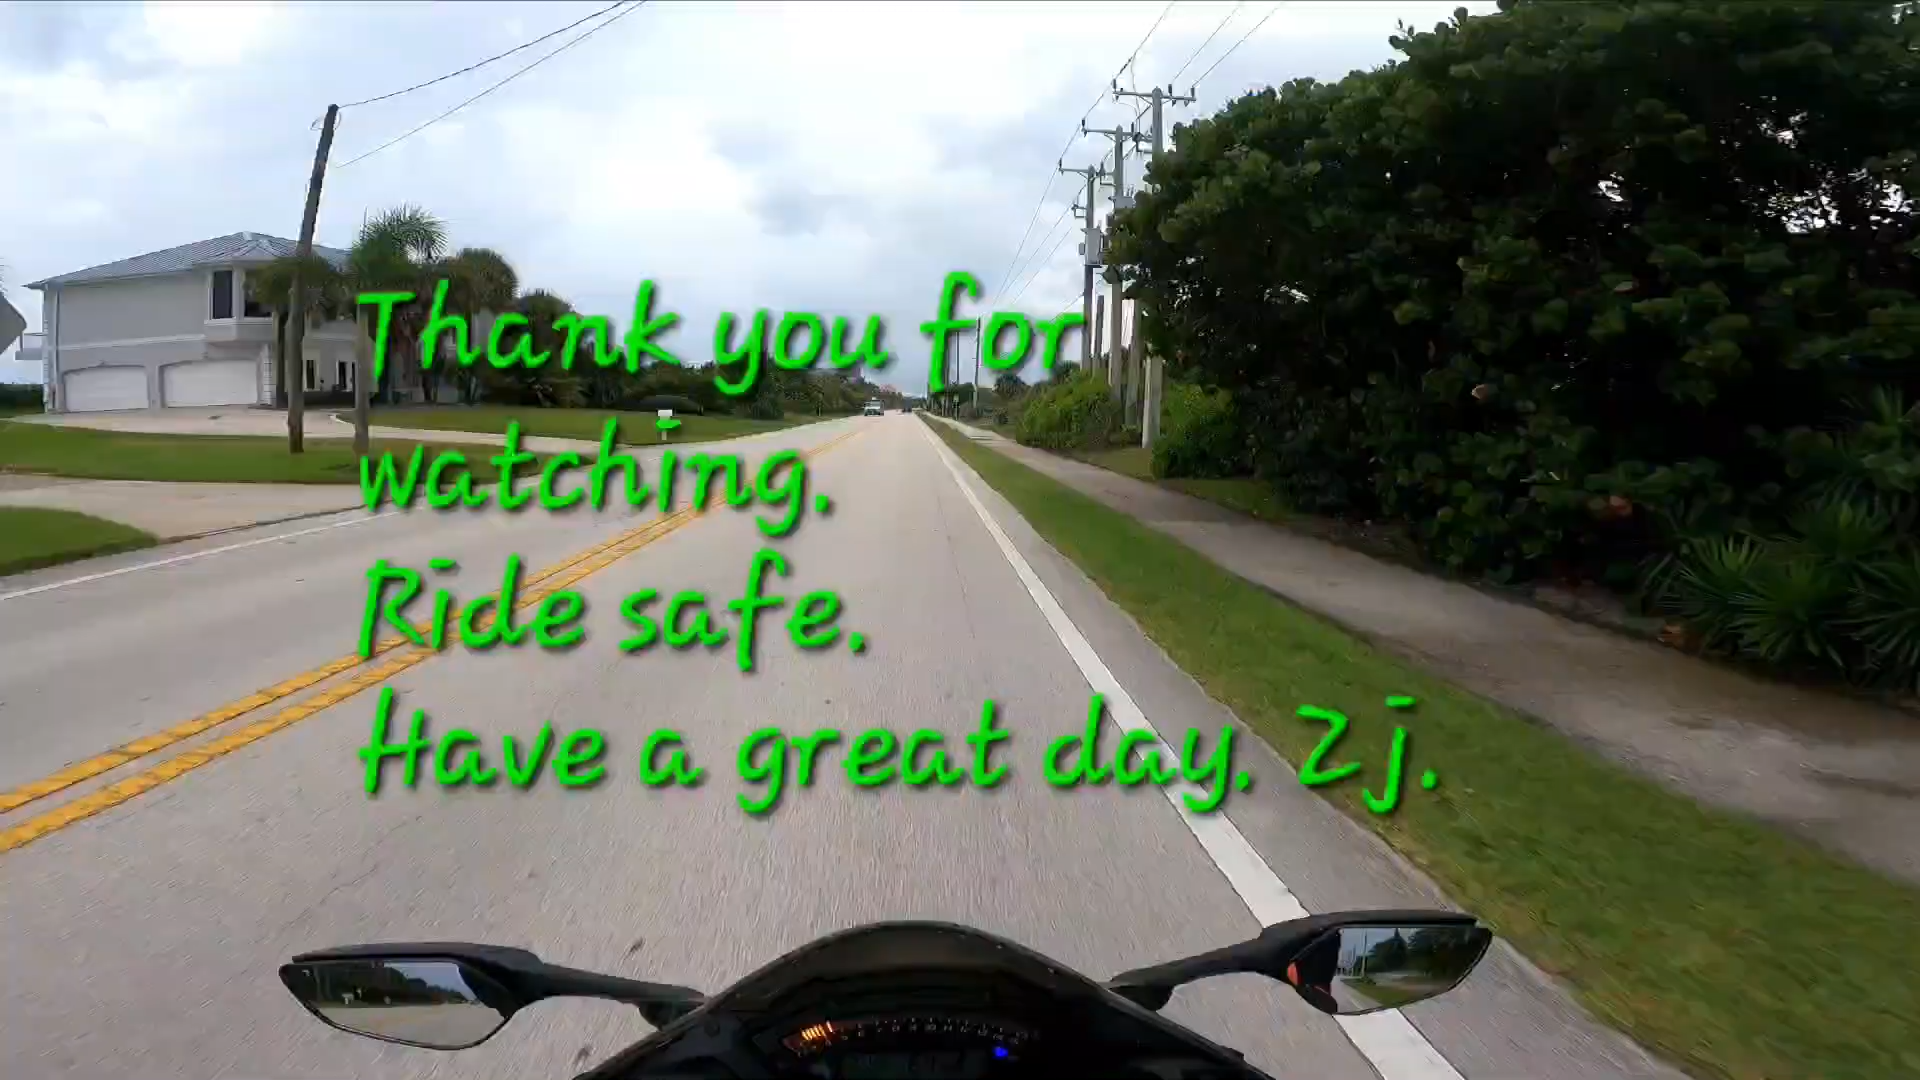 Thank you for
watching.
Ride safe.
Have a great day. Zj.